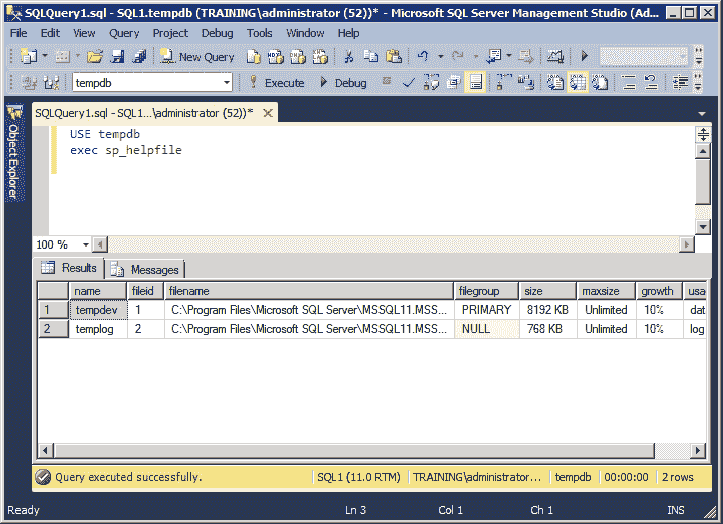 SQLQuery1.sql - SQL1.tempdb (TRAINING\administrator (52))* - Microsoft SQL Server Management Studio (Ad...
File Edit View Query Project Debug Tools Window Help
New Query
tempdb Execute Debug
Object Explorer
SQLQuery1.sql - SQL1...\administrator (52))*
USE tempdb
exec sp_helpfile
100 %
Results Messages
name fileid filename filegroup size maxsize growth usa
1 tempdev 1 C:\Program Files\Microsoft SQL Server\MSSQL11.MSS... PRIMARY 8192 KB Unlimited 10% dat
2 templog 2 C:\Program Files\Microsoft SQL Server\MSSQL11.MSS... NULL 768 KB Unlimited 10% log
Query executed successfully. SQL1 (11.0 RTM) TRAINING\administrator... tempdb 00:00:00 2 rows
Ready Ln 3 Col 1 Ch 1 INS